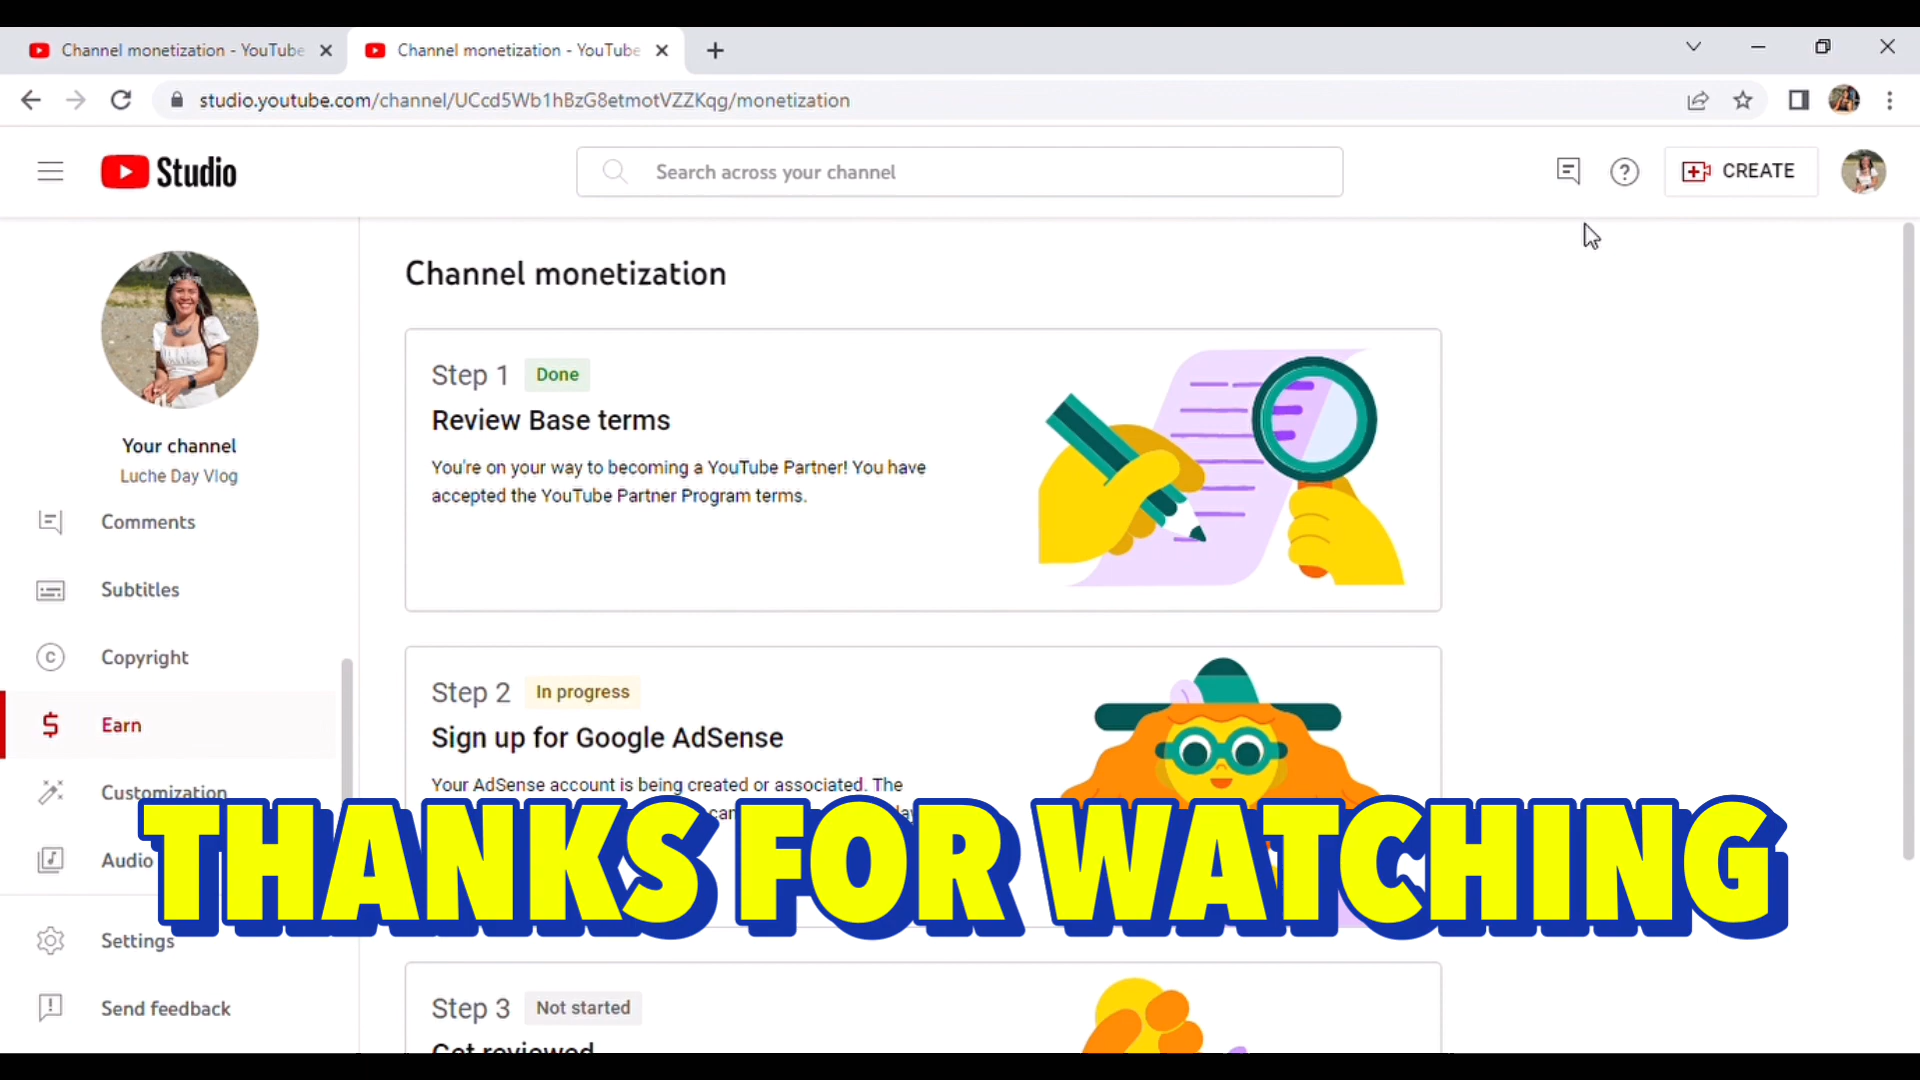 Channel monetization - YouTube
Channel monetization - YouTube
studio.youtube.com/channel/UCcd5Wb1hBzG8etmotVZZKqg/monetization
Studio
Search across your channel
CREATE
Your channel
Luche Day Vlog
Comments
Subtitles
Copyright
Earn
Customization
Audio
Settings
Send feedback
Channel monetization
Step 1 Done
Review Base terms
You're on your way to becoming a YouTube Partner! You have
accepted the YouTube Partner Program terms.
Step 2 In progress
Sign up for Google AdSense
Your AdSense account is being created or associated. The
THANKS FOR WATCHING
Step 3 Not started
Get reviewed